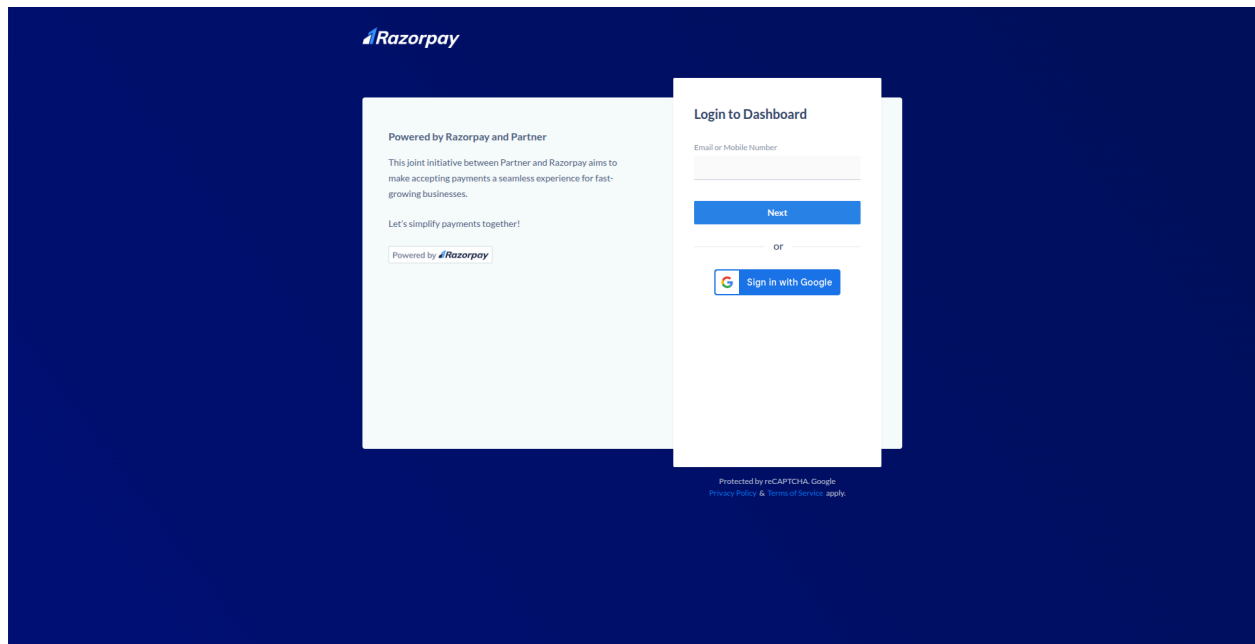 Razorpay
Powered by Razorpay and Partner
This joint initiative between Partner and Razorpay aims to
make accepting payments a seamless experience for fast-
growing businesses.
Let's simplify payments together!
Powered by Razorpay
Login to Dashboard
Email or Mobile Number
Next
or
G Sign in with Google
Protected by reCAPTCHA. Google
Privacy Policy & Terms of Service apply.